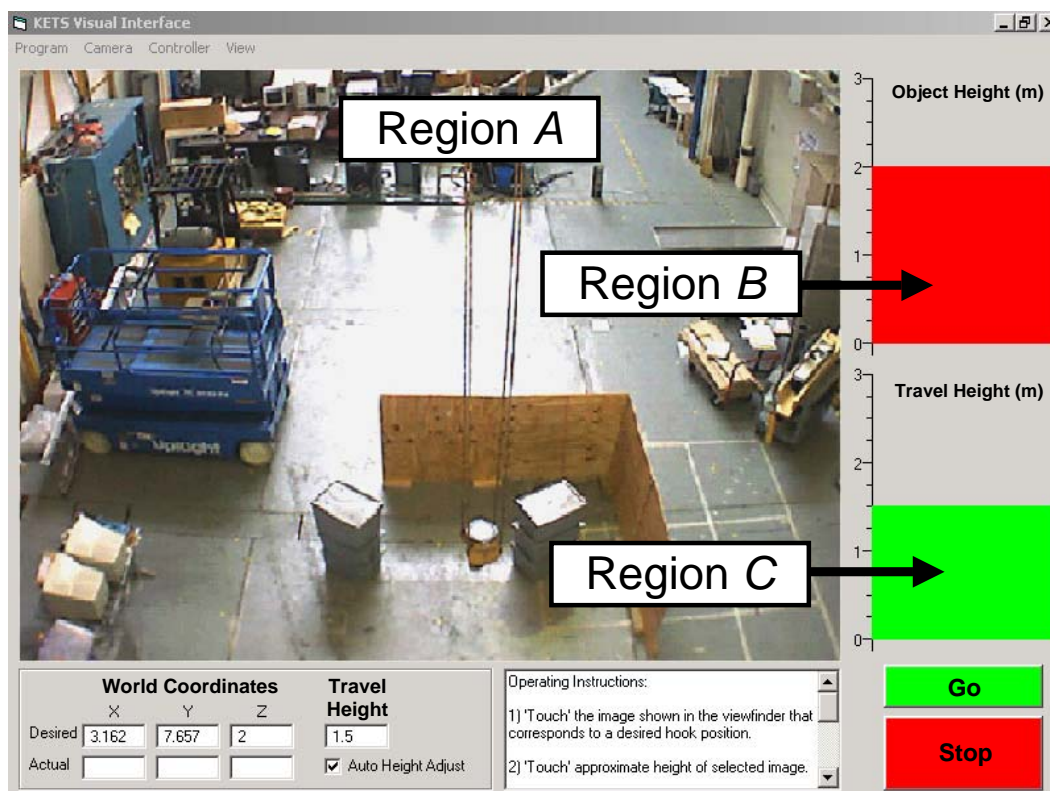 KETS Visual Interface
Program Camera Controller View
Region A
Region B
Region C
3
Object Height (m)
2
1
0
3
Travel Height (m)
2
1
0
World Coordinates
Travel Height
X Y Z
Desired 3.162 7.657 2 1.5
Actual
Auto Height Adjust
Operating Instructions:
1) 'Touch' the image shown in the viewfinder that
corresponds to a desired hook position.
2) 'Touch' approximate height of selected image.
Go
Stop